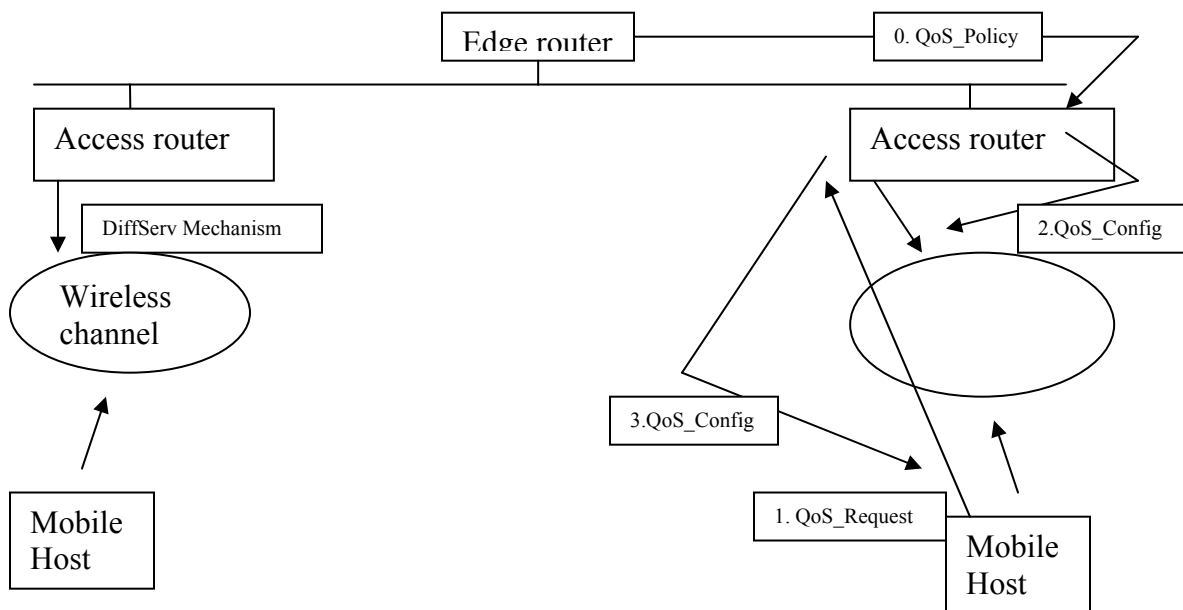 Edge router
0. QoS_Policy
Access router
Access router
DiffServ Mechanism
2.QoS_Config
Wireless
channel
3.QoS_Config
1. QoS_Request
Mobile
Host
Mobile
Host